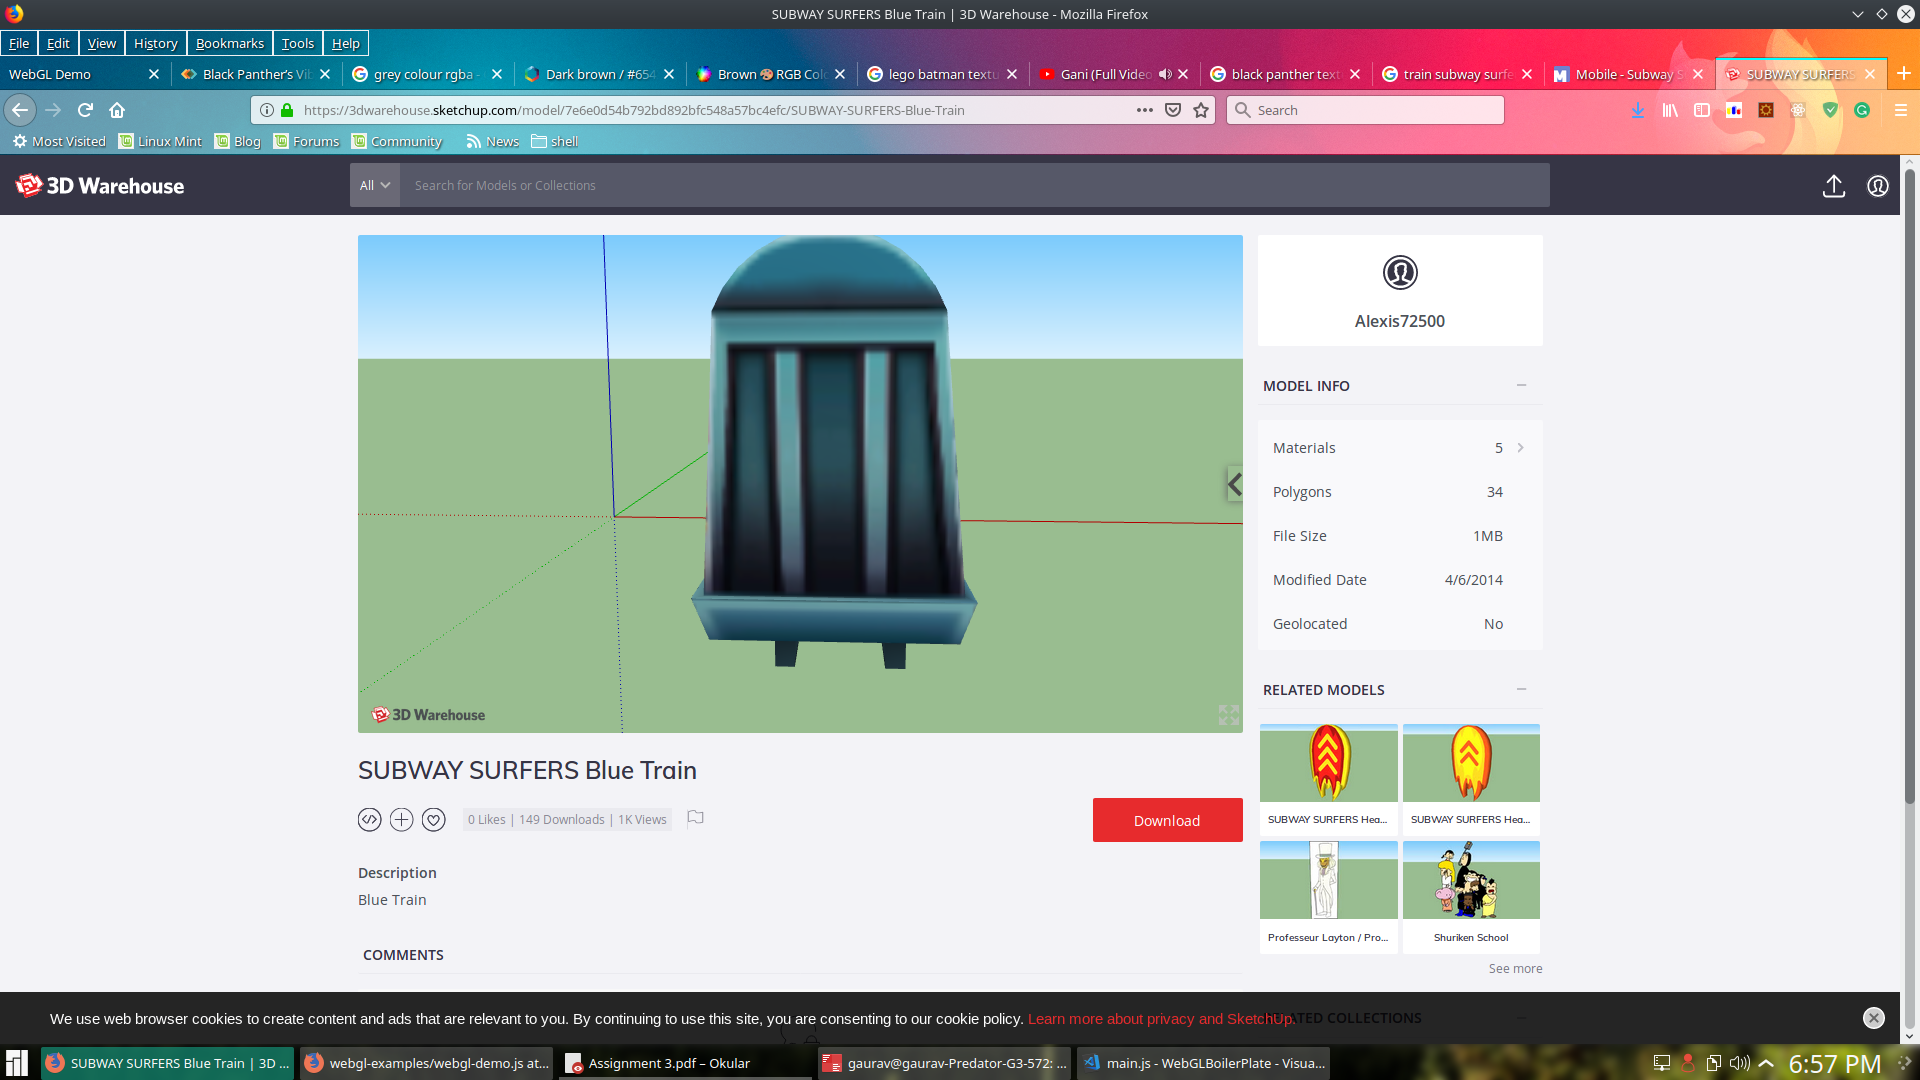 SUBWAY SURFERS Blue Train | 3D Warehouse - Mozilla Firefox
File Edit View History Bookmarks Tools Help
WebGL Demo Black Panther's Vib grey colour rgba - Dark brown / #654 Brown RGB Colo lego batman textu Gani (Full Video black panther text train subway surfe Mobile - Subway S SUBWAY SURFERS
https://3dwarehouse.sketchup.com/model/7e6e0d54b792bd892bfc548a57bc4efc/SUBWAY-SURFERS-Blue-Train Search
Most Visited Linux Mint Blog Forums Community News shell
3D Warehouse All Search for Models or Collections
3D Warehouse
SUBWAY SURFERS Blue Train
0 Likes | 149 Downloads | 1K Views
Download
Description
Blue Train
COMMENTS
Alexis72500
MODEL INFO
Materials 5
Polygons 34
File Size 1MB
Modified Date 4/6/2014
Geolocated No
RELATED MODELS
SUBWAY SURFERS Hea... SUBWAY SURFERS Hea...
Professeur Layton / Pro... Shuriken School
See more
We use web browser cookies to create content and ads that are relevant to you. By continuing to use this site, you are consenting to our cookie policy. Learn more about privacy and SketchUp.
COLLECTIONS
SUBWAY SURFERS Blue Train | 3D ... webgl-examples/webgl-demo.js at... Assignment 3.pdf – Okular gaurav@gaurav-Predator-G3-572: ... main.js - WebGLBoilerPlate - Visua... 6:57 PM